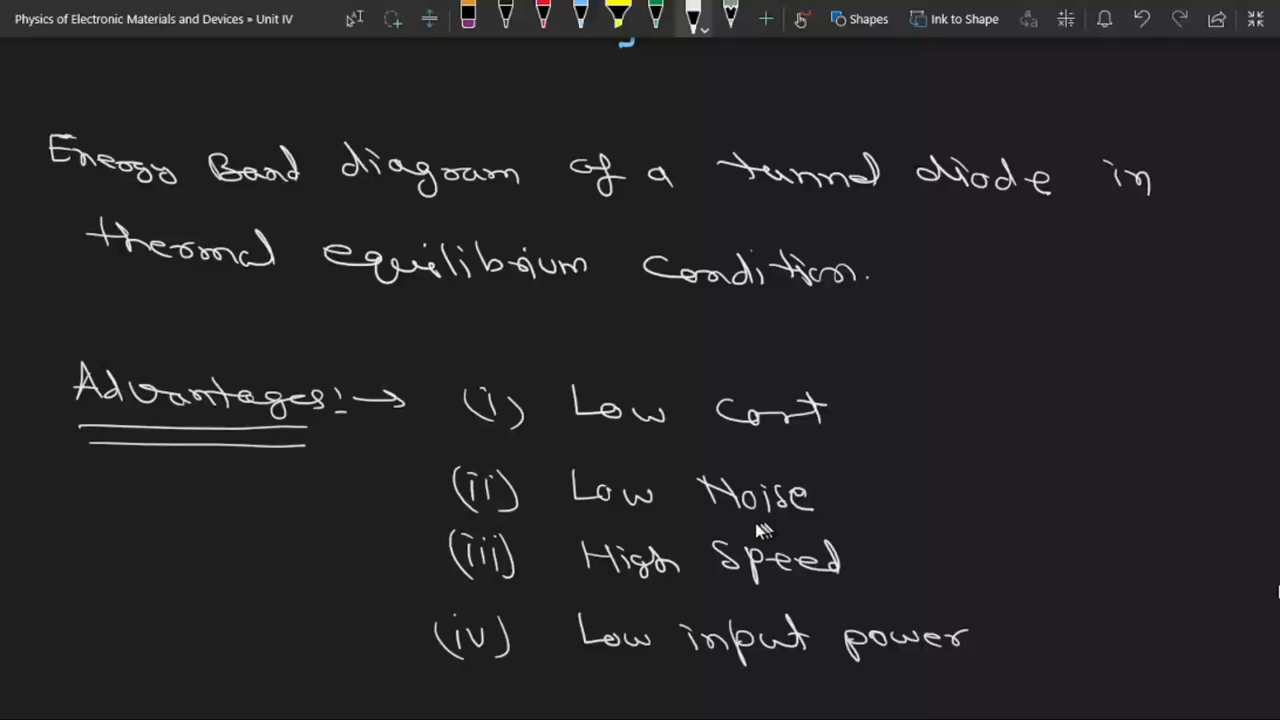 Physics of Electronic Materials and Devices » Unit IV
Shapes
Ink to Shape
Energy Band diagram of a tunnel diode in
thermal equilibrium condition.
Advantages:→ (i) Low cost
(ii) Low Noise
(iii) High Speed
(iv) Low input power